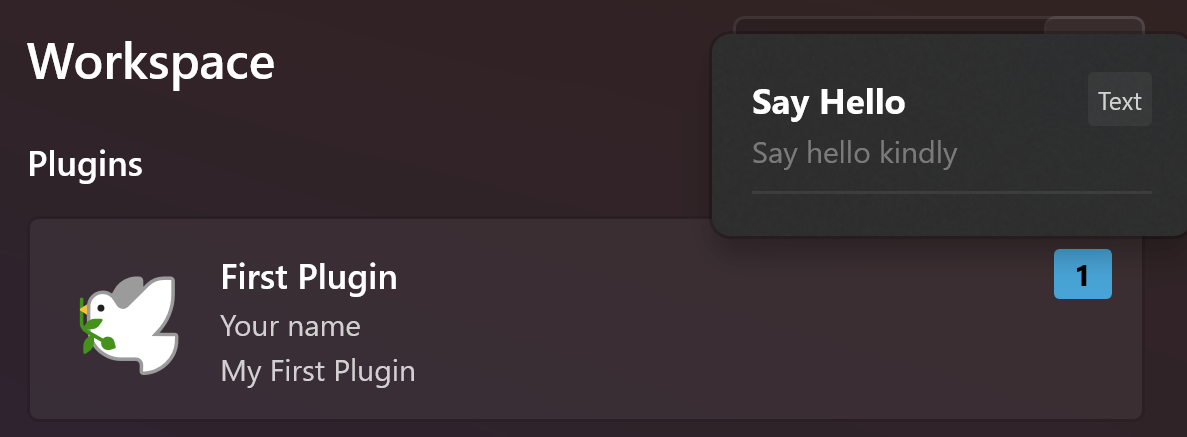 Workspace
Say Hello
Text
Say hello kindly
Plugins
First Plugin
1
Your name
My First Plugin